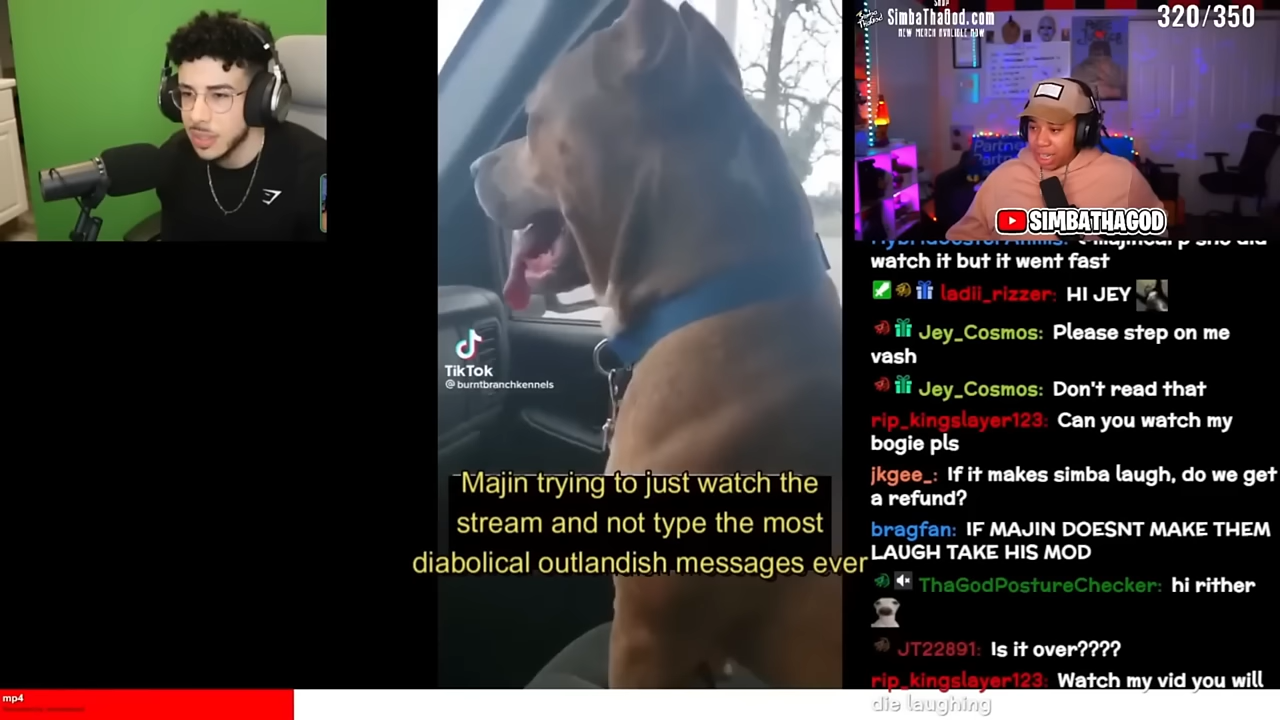 SHOP
SimbaThaGod.com
NEW MERCH AVAILABLE NOW
320/350
Partner
SIMBATHAGOD
watch it but it went fast
ladii_rizzer: HI JEY
Jey_Cosmos: Please step on me
vash
Jey_Cosmos: Don't read that
rip_kingslayer123: Can you watch my
bogie pls
jkgee_: If it makes simba laugh, do we get
a refund?
bragfan: IF MAJIN DOESNT MAKE THEM
LAUGH TAKE HIS MOD
ThaGodPostureChecker: hi rither
JT22891: Is it over????
rip_kingslayer123: Watch my vid you will
die laughing
TikTok
@burntbranchkennels
Majin trying to just watch the
stream and not type the most
diabolical outlandish messages ever
mp4